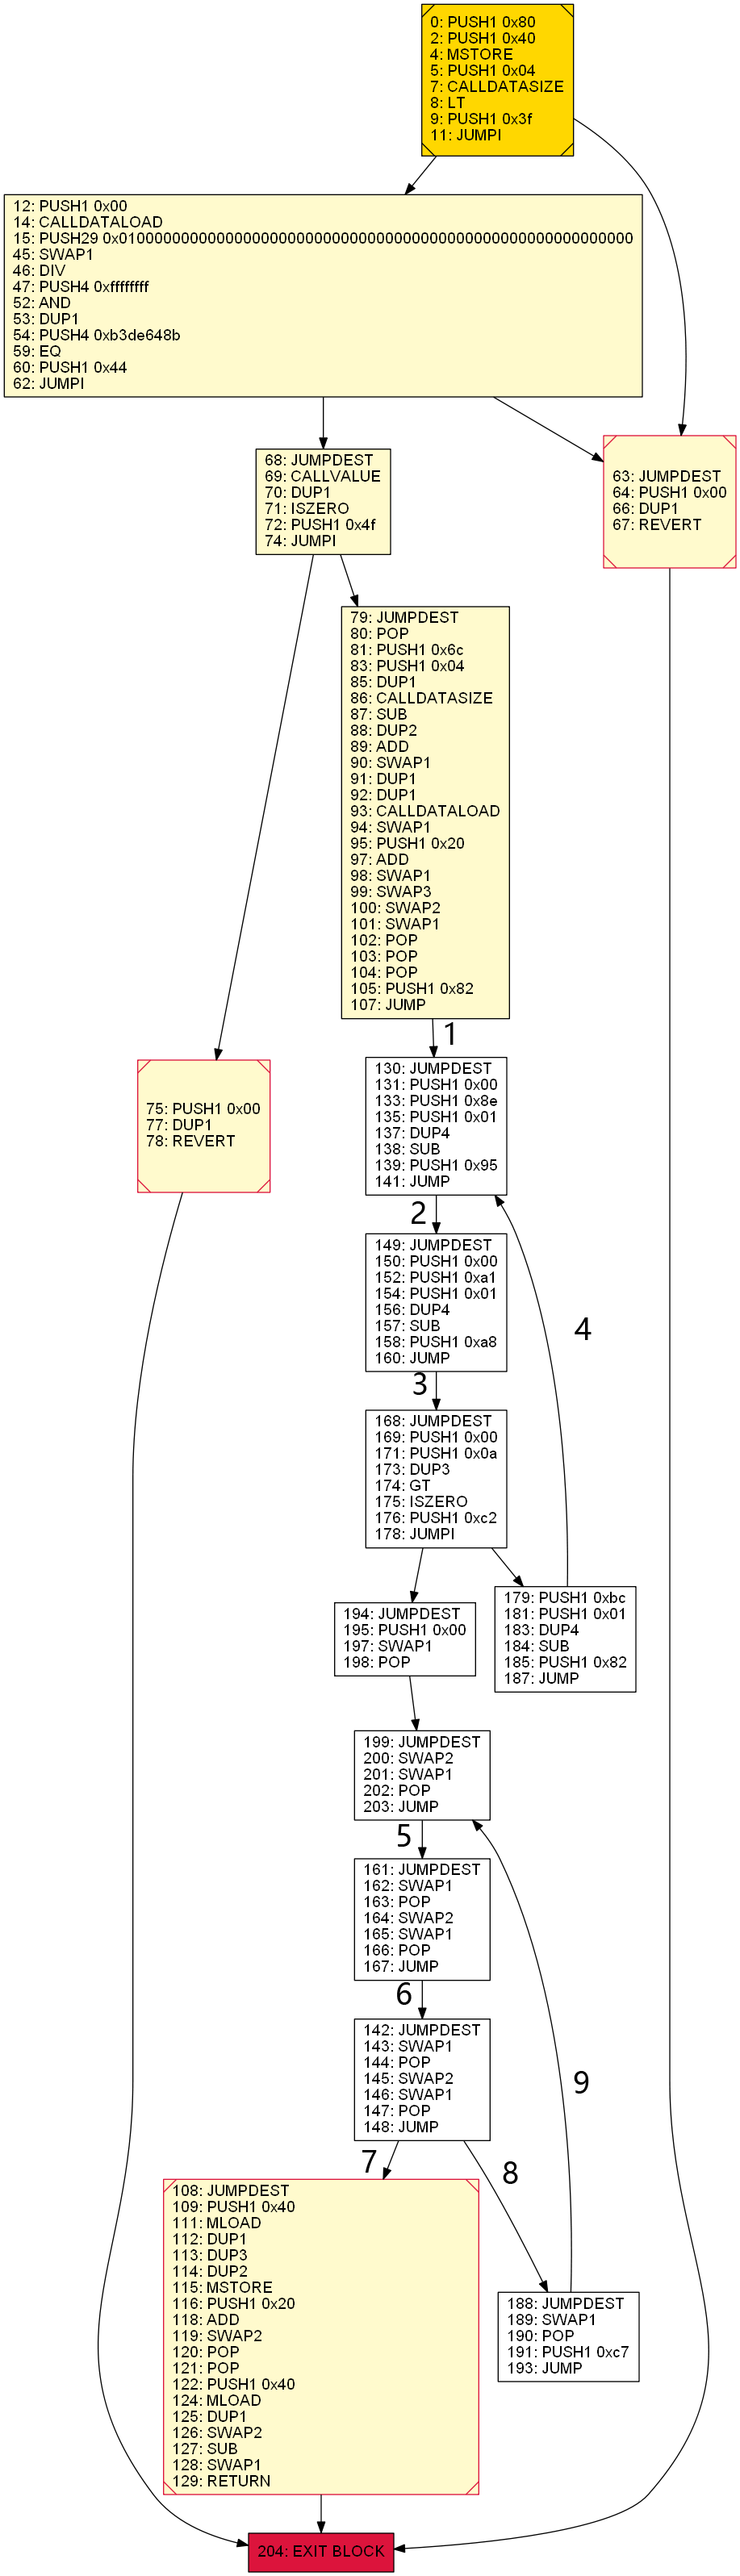 0: PUSH1 0x80
2: PUSH1 0x40
4: MSTORE
5: PUSH1 0x04
7: CALLDATASIZE
8: LT
9: PUSH1 0x3f
11: JUMPI
12: PUSH1 0x00
14: CALLDATALOAD
15: PUSH29 0x0100000000000000000000000000000000000000000000000000000000
45: SWAP1
46: DIV
47: PUSH4 0xffffffff
52: AND
53: DUP1
54: PUSH4 0xb3de648b
59: EQ
60: PUSH1 0x44
62: JUMPI
68: JUMPDEST
69: CALLVALUE
70: DUP1
71: ISZERO
72: PUSH1 0x4f
74: JUMPI
63: JUMPDEST
64: PUSH1 0x00
66: DUP1
67: REVERT
79: JUMPDEST
80: POP
81: PUSH1 0x6c
83: PUSH1 0x04
85: DUP1
86: CALLDATASIZE
87: SUB
88: DUP2
89: ADD
90: SWAP1
91: DUP1
92: DUP1
93: CALLDATALOAD
94: SWAP1
95: PUSH1 0x20
97: ADD
98: SWAP1
99: SWAP3
100: SWAP2
101: SWAP1
102: POP
103: POP
104: POP
105: PUSH1 0x82
107: JUMP
1
75: PUSH1 0x00
77: DUP1
78: REVERT
130: JUMPDEST
131: PUSH1 0x00
133: PUSH1 0x8e
135: PUSH1 0x01
137: DUP4
138: SUB
139: PUSH1 0x95
141: JUMP
2
149: JUMPDEST
150: PUSH1 0x00
152: PUSH1 0xa1
154: PUSH1 0x01
156: DUP4
157: SUB
158: PUSH1 0xa8
160: JUMP
4
3
168: JUMPDEST
169: PUSH1 0x00
171: PUSH1 0x0a
173: DUP3
174: GT
175: ISZERO
176: PUSH1 0xc2
178: JUMPI
179: PUSH1 0xbc
181: PUSH1 0x01
183: DUP4
184: SUB
185: PUSH1 0x82
187: JUMP
194: JUMPDEST
195: PUSH1 0x00
197: SWAP1
198: POP
199: JUMPDEST
200: SWAP2
201: SWAP1
202: POP
203: JUMP
5
161: JUMPDEST
162: SWAP1
163: POP
164: SWAP2
165: SWAP1
166: POP
167: JUMP
6
142: JUMPDEST
143: SWAP1
144: POP
145: SWAP2
146: SWAP1
147: POP
148: JUMP
9
7
8
108: JUMPDEST
109: PUSH1 0x40
111: MLOAD
112: DUP1
113: DUP3
114: DUP2
115: MSTORE
116: PUSH1 0x20
118: ADD
119: SWAP2
120: POP
121: POP
122: PUSH1 0x40
124: MLOAD
125: DUP1
126: SWAP2
127: SUB
128: SWAP1
129: RETURN
188: JUMPDEST
189: SWAP1
190: POP
191: PUSH1 0xc7
193: JUMP
204: EXIT BLOCK